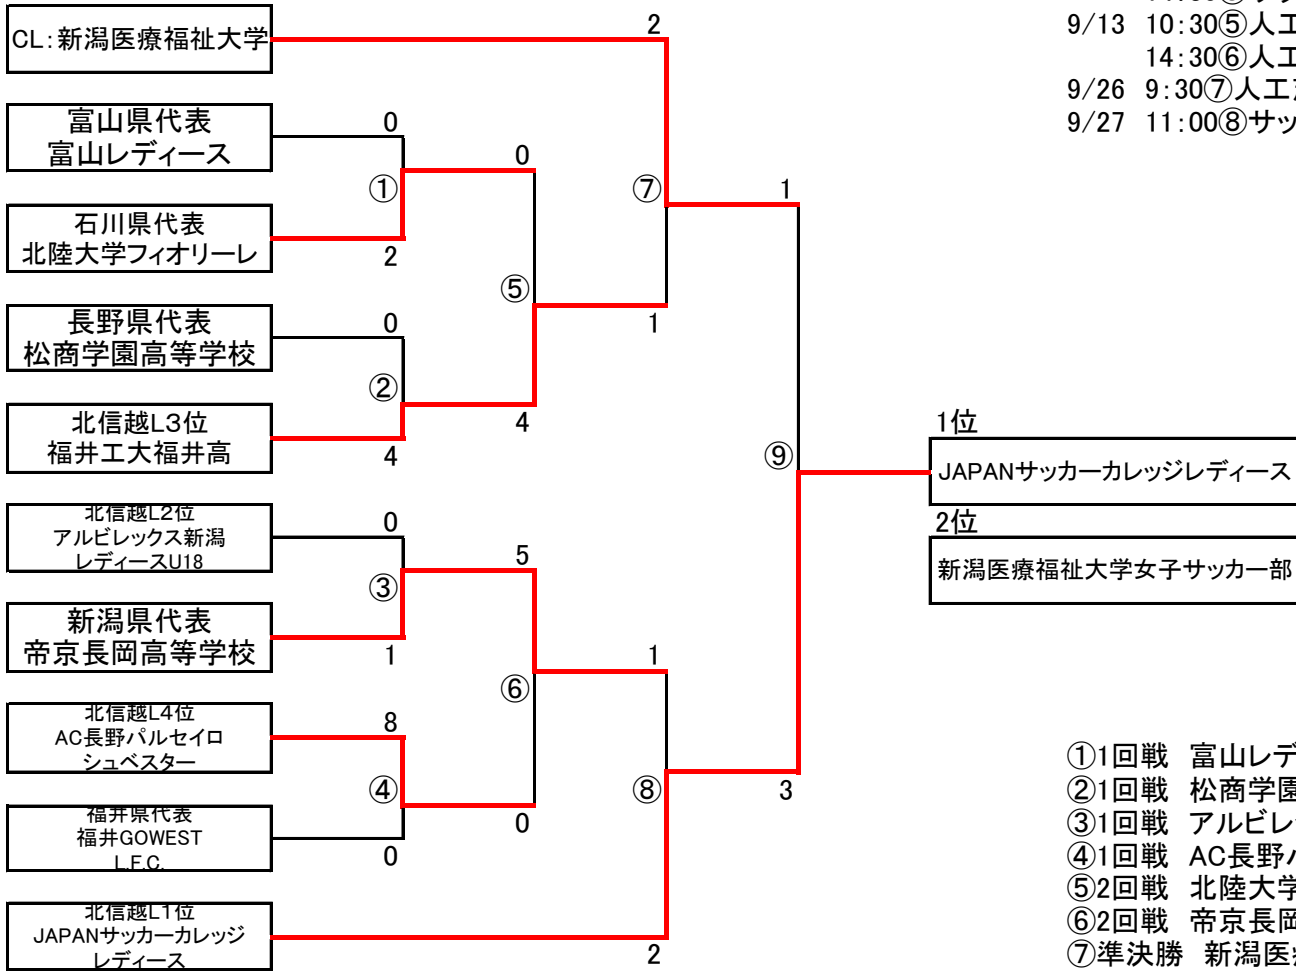 CL:新潟医療福祉大学
富山県代表
富山レディース
石川県代表
北陸大学フィオリーレ
長野県代表
松商学園高等学校
北信越L3位
福井工大福井高
北信越L2位
アルビレックス新潟
レディースU18
新潟県代表
帝京長岡高等学校
北信越L4位
AC長野パルセイロ
シュベスター
福井県代表
福井GOWEST
L.F.C.
北信越L1位
JAPANサッカーカレッジ
レディース
0
①
2
0
②
4
0
③
1
8
④
0
0
⑤
4
5
⑥
0
2
⑦
1
1
⑧
2
1
⑨
3
1位
JAPANサッカーカレッジレディース
2位
新潟医療福祉大学女子サッカー部
9/13 10:30⑤人工
14:30⑥人工
9/26 9:30⑦人工
9/27 11:00⑧サッ
①1回戦 富山レデ
②1回戦 松商学園
③1回戦 アルビレ
④1回戦 AC長野パ
⑤2回戦 北陸大学
⑥2回戦 帝京長岡
⑦準決勝 新潟医療